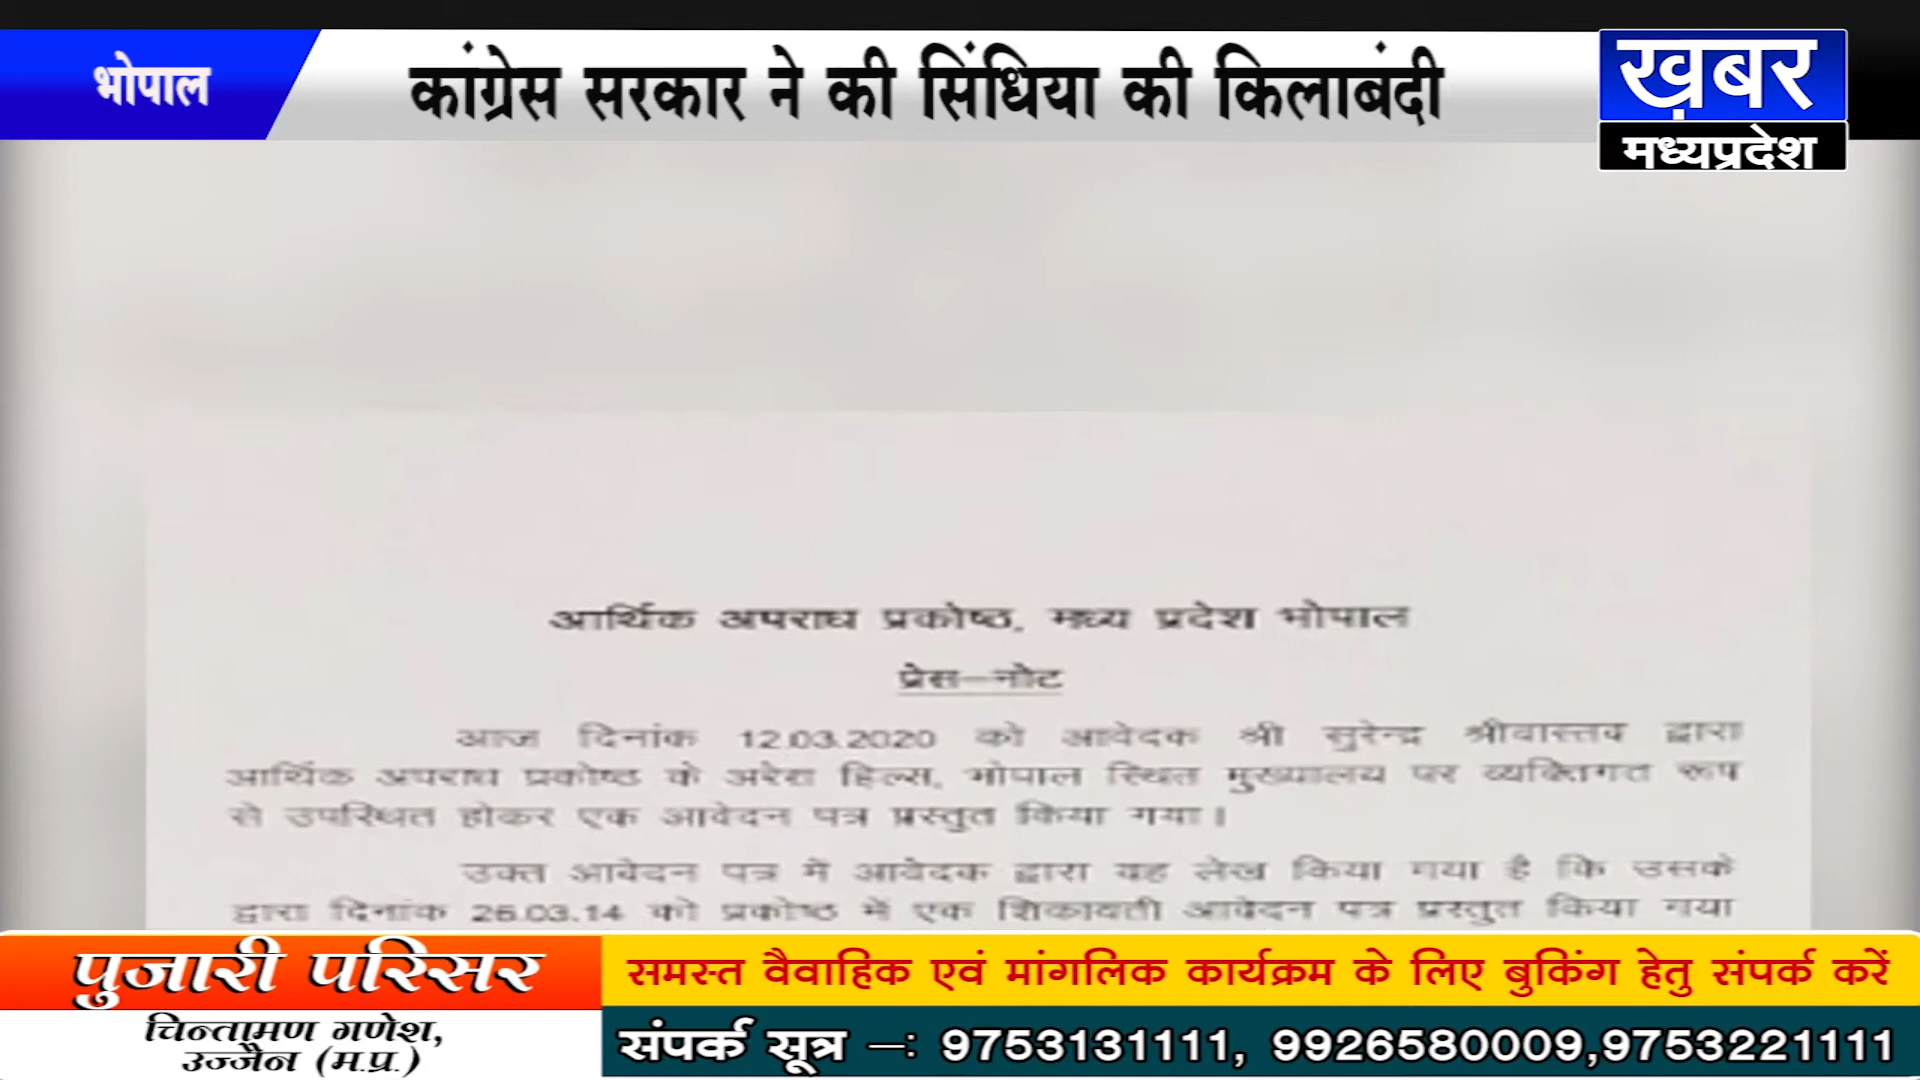 भोपाल
कांग्रेस सरकार ने की सिंधिया की किलाबंदी
ख़बर
मध्यप्रदेश
आर्थिक अपराध प्रकोष्ठ, मध्य प्रदेश भोपाल
प्रेस-नोट
आज दिनांक 12.03.2020 को आवेदक श्री सुरेन्द्र श्रीवास्तव द्वारा
आर्थिक अपराध प्रकोष्ठ के अरेरा हिल्स, भोपाल स्थित मुख्यालय पर व्यक्तिगत रूप
से उपस्थित होकर एक आवेदन पत्र प्रस्तुत किया गया।
उक्त आवेदन पत्र में आवेदक द्वारा यह लेख किया गया है कि उसके
द्वारा दिनांक 26.03.14 को प्रकोष्ठ में एक शिकायती आवेदन पत्र प्रस्तुत किया गया
पुजारी परिसर
चिन्तामण गणेश,
उज्जैन (म.प्र.)
समस्त वैवाहिक एवं मांगलिक कार्यक्रम के लिए बुकिंग हेतु संपर्क करें
संपर्क सूत्र –: 9753131111, 9926580009,9753221111